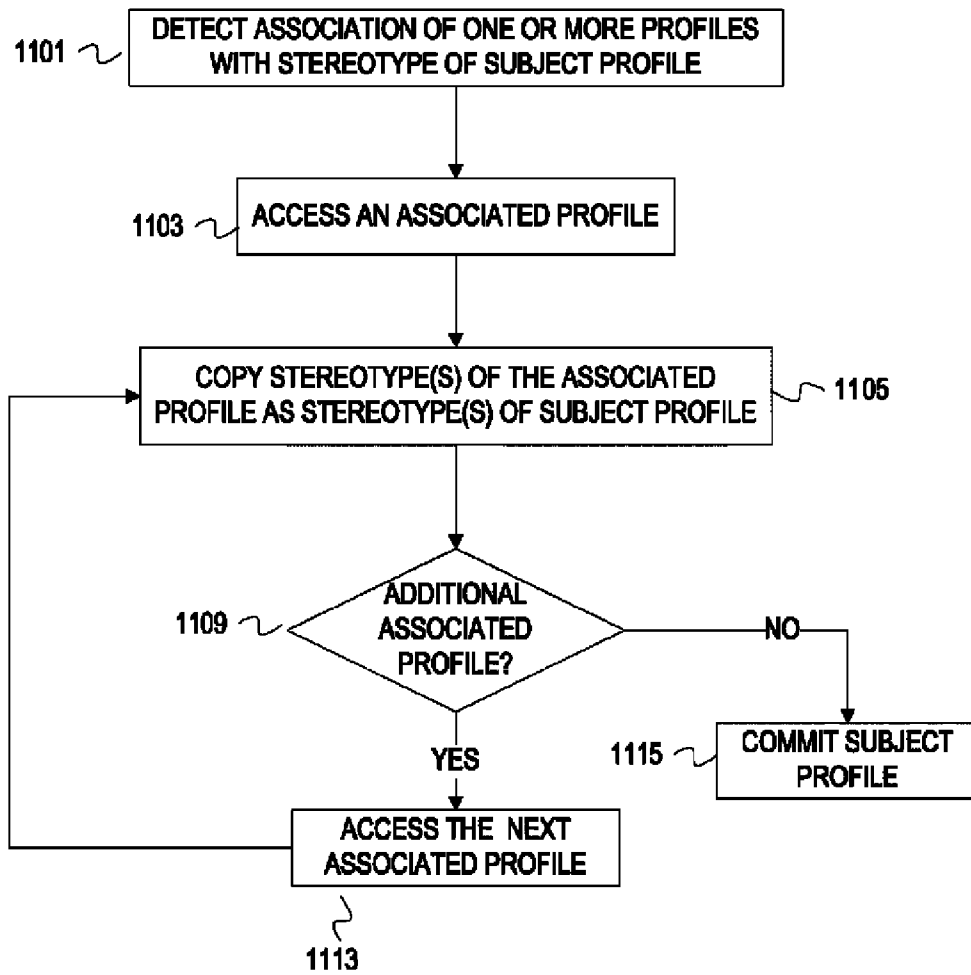 1101
DETECT ASSOCIATION OF ONE OR MORE PROFILES
WITH STEREOTYPE OF SUBJECT PROFILE
1103
ACCESS AN ASSOCIATED PROFILE
COPY STEREOTYPE(S) OF THE ASSOCIATED
PROFILE AS STEREOTYPE(S) OF SUBJECT PROFILE
1105
1109
ADDITIONAL
ASSOCIATED
PROFILE?
NO
YES
1115
COMMIT SUBJECT
PROFILE
ACCESS THE NEXT
ASSOCIATED PROFILE
1113